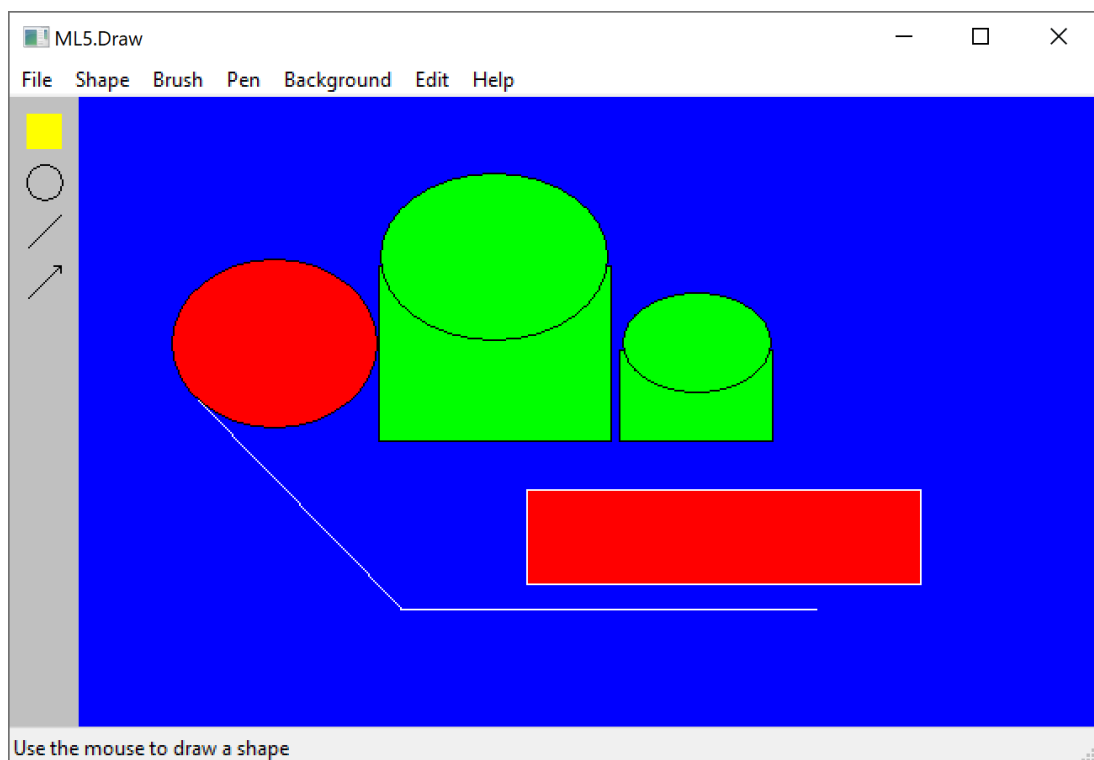 ML5.Draw
File Shape Brush Pen Background Edit Help
Use the mouse to draw a shape